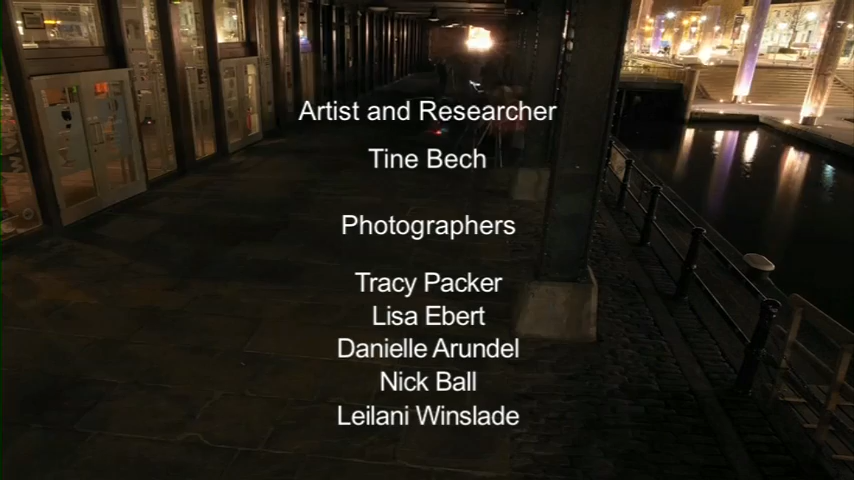 Artist and Researcher
Tine Bech
Photographers
Tracy Packer
Lisa Ebert
Danielle Arundel
Nick Ball
Leilani Winslade